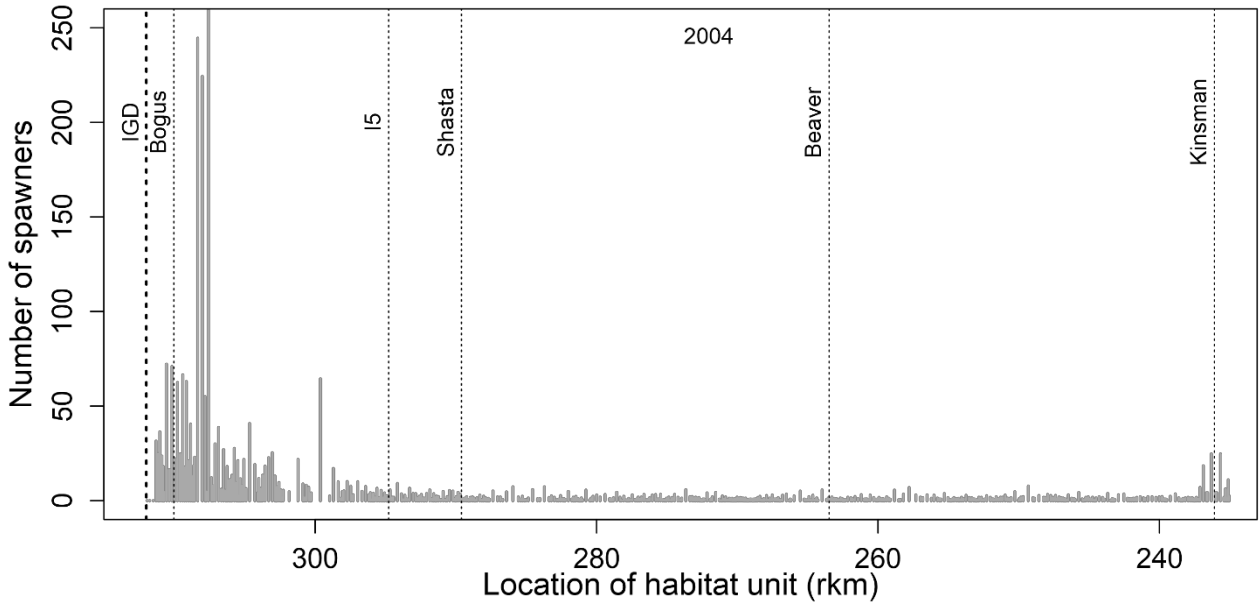 2004
Number of spawners
250
200
150
100
50
0
IGD
Bogus
I5
Shasta
Beaver
Kinsman
300
280
260
240
Location of habitat unit (rkm)